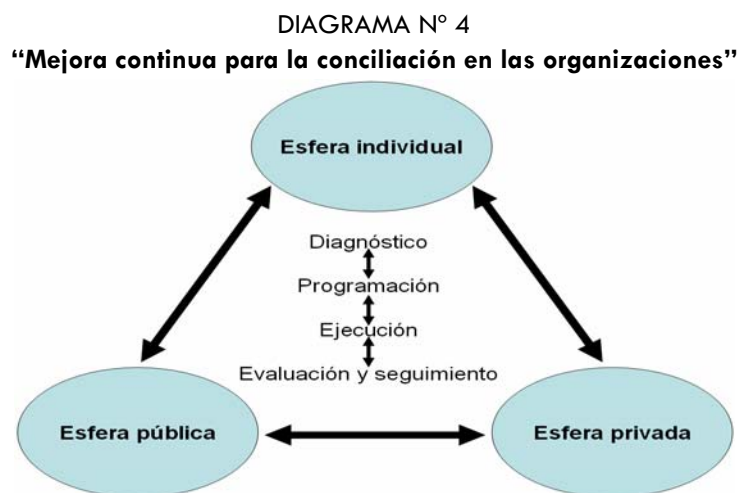 DIAGRAMA Nº 4
“Mejora continua para la conciliación en las organizaciones”
Esfera individual
Diagnóstico
Programación
Ejecución
Evaluación y seguimiento
Esfera pública
Esfera privada